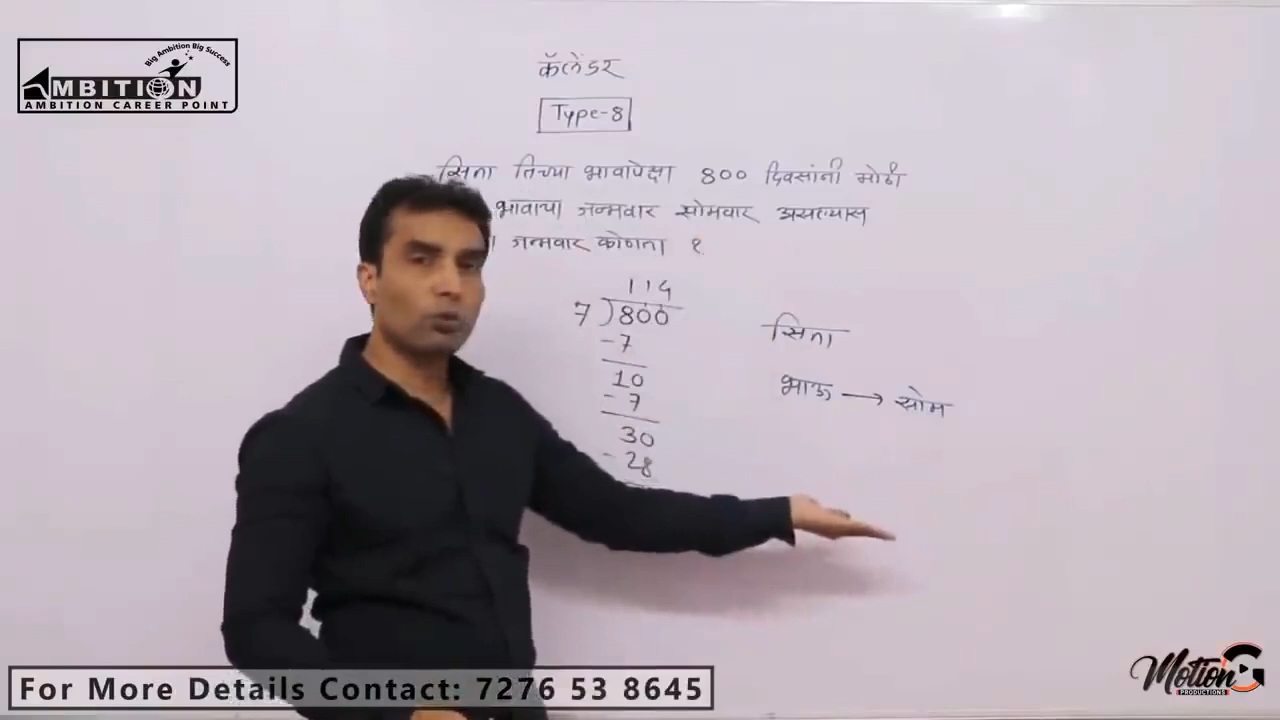 Big Ambition Big Success
AMBITION
AMBITION CAREER POINT
कॅलेंडर
Type-8
सिता तिच्या भावापेक्षा 800 दिवसांनी मोठी
भावाचा जन्मवार सोमवार असल्यास
जन्मवार कोणता ?
114
7)800
-7
10
-7
30
-28
सिता
भाऊ → सोम
For More Details Contact: 7276 53 8645
Motion G
PRODUCTIONS